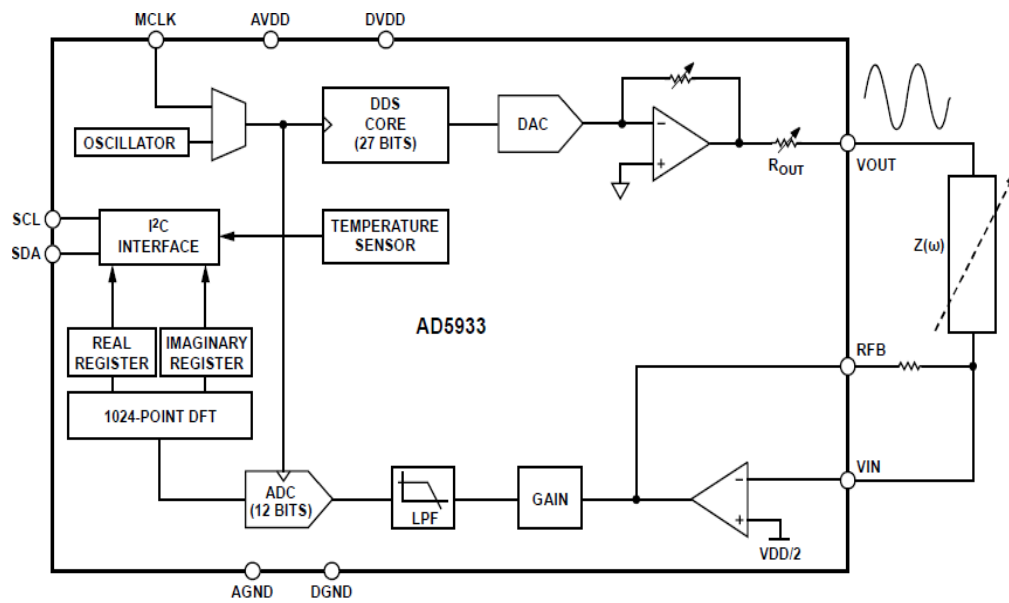 MCLK
AVDD
DVDD
OSCILLATOR
DDS
CORE
(27 BITS)
DAC
−
+
ROUT
VOUT
SCL
SDA
I²C
INTERFACE
TEMPERATURE
SENSOR
Z(ω)
AD5933
REAL
REGISTER
IMAGINARY
REGISTER
RFB
1024-POINT DFT
ADC
(12 BITS)
LPF
GAIN
−
+
VDD/2
VIN
AGND
DGND